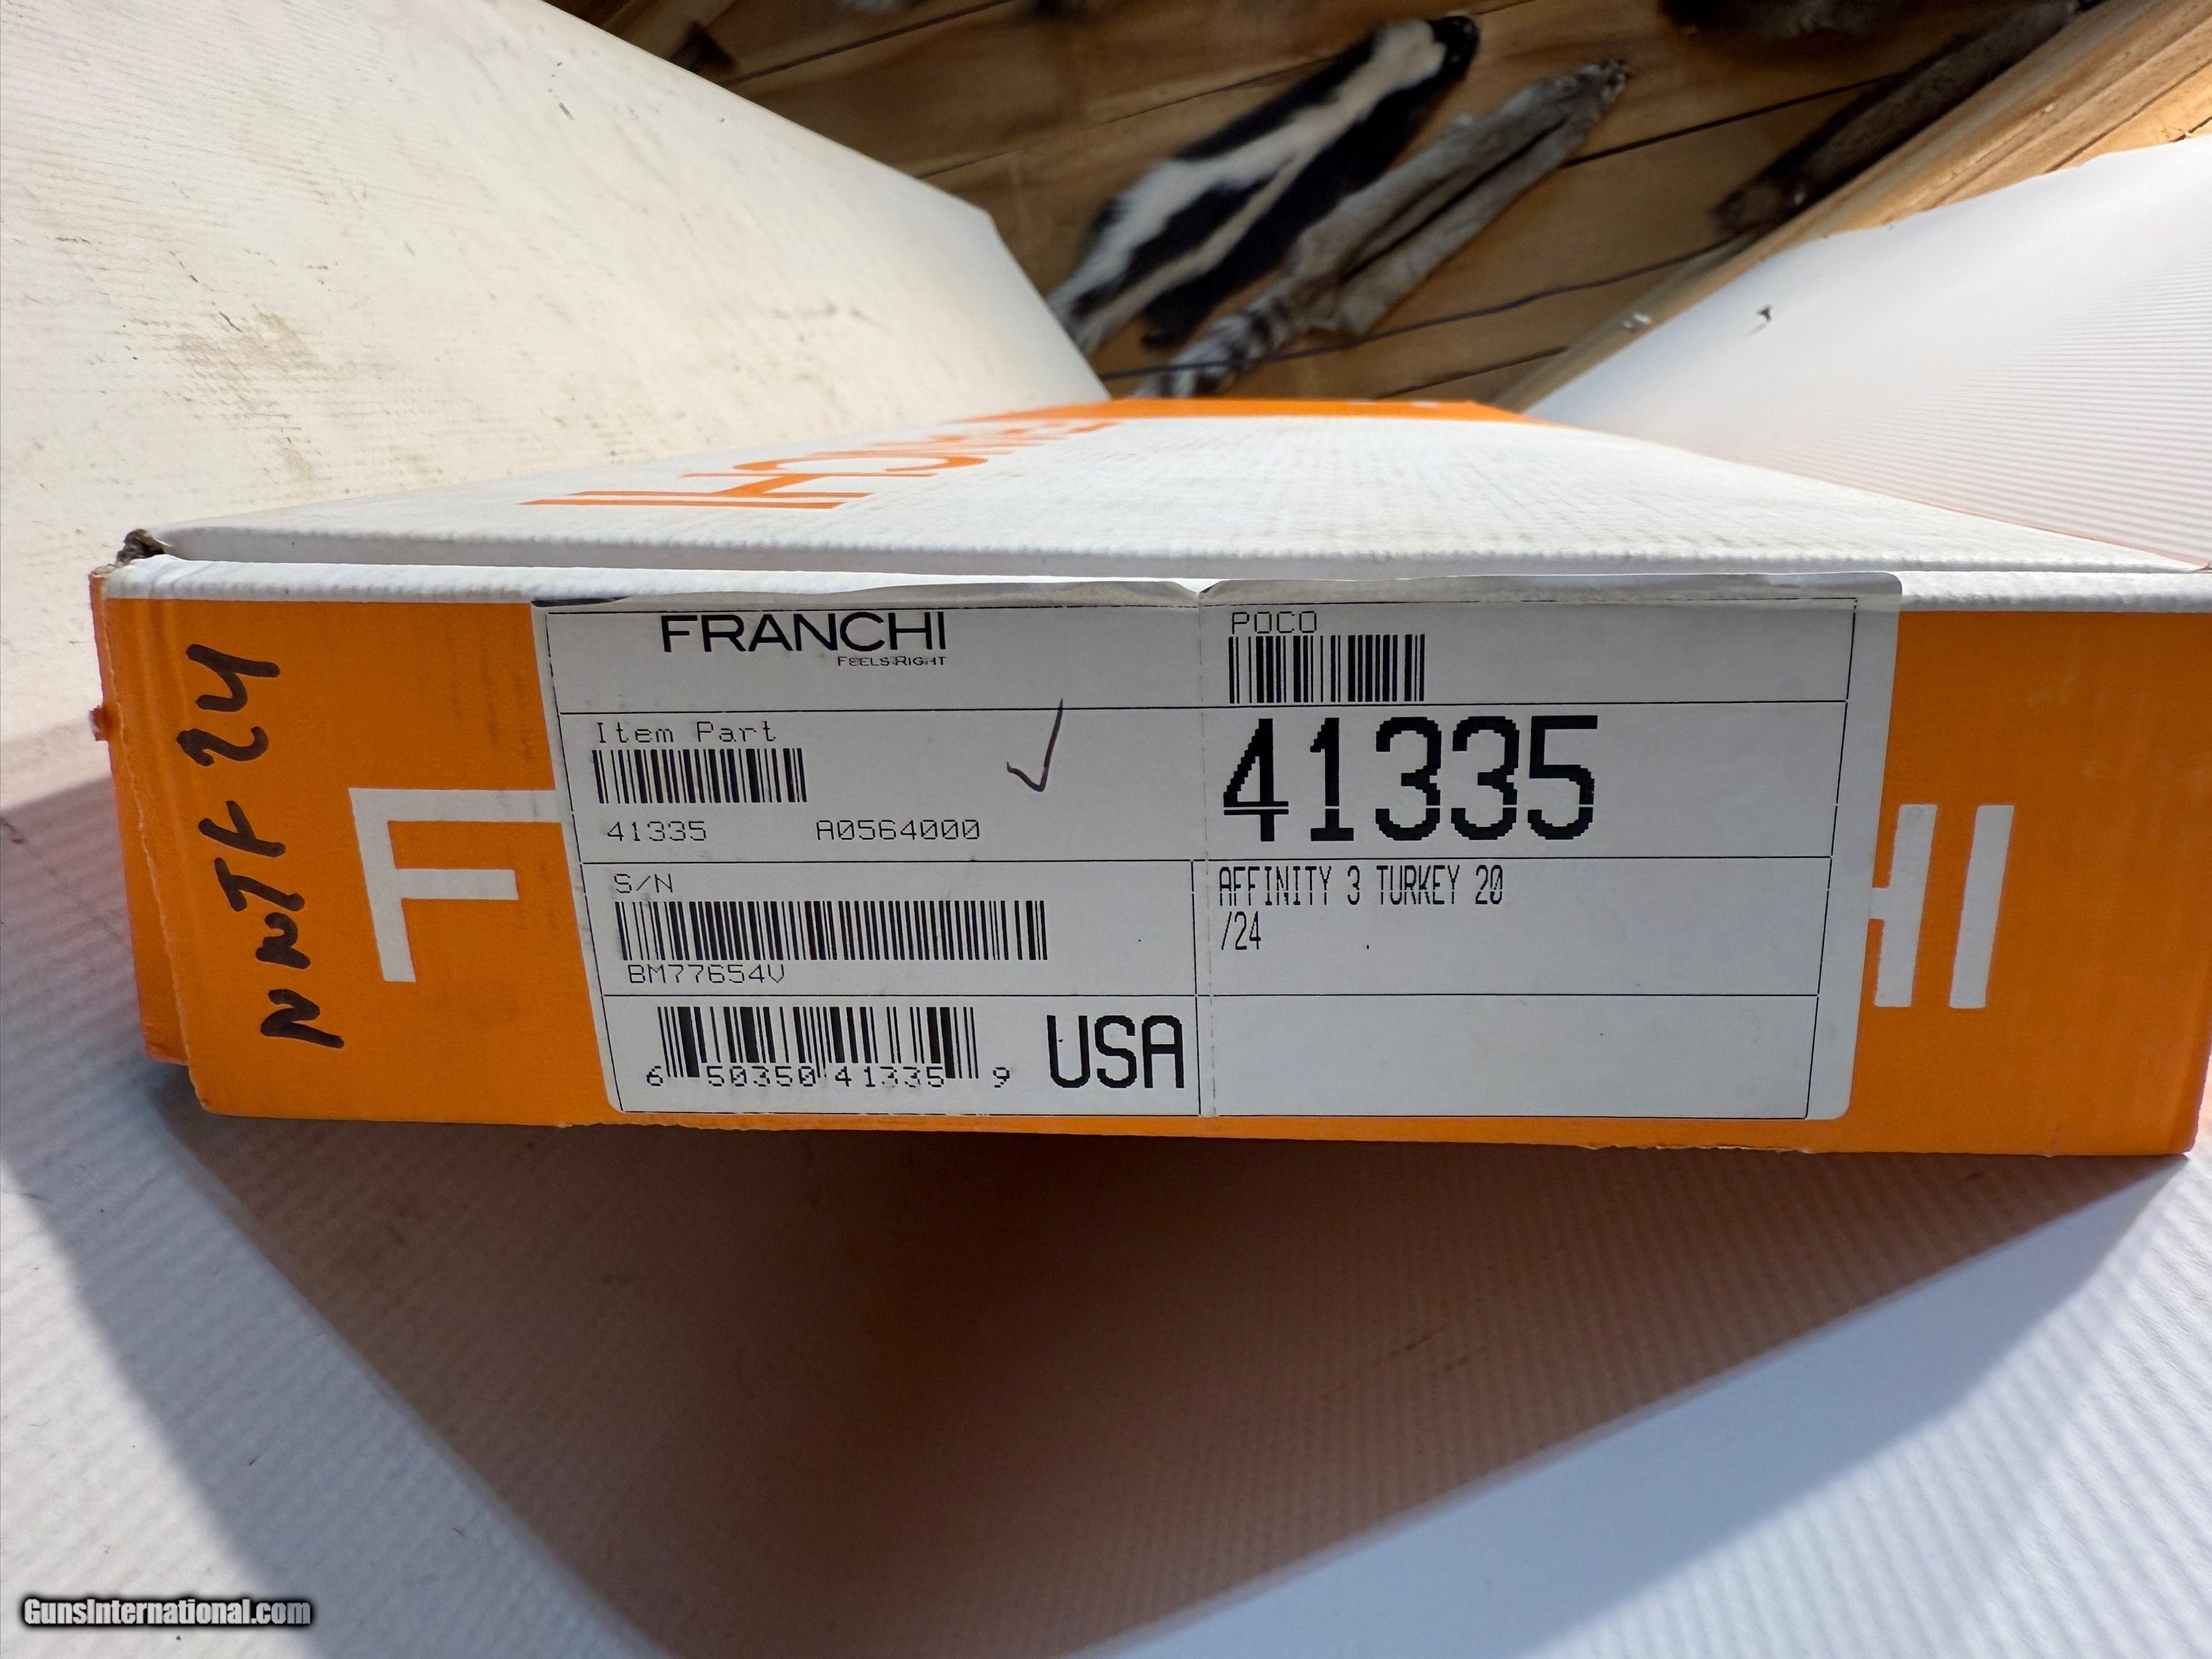 FRANCHI
FEELS RIGHT
POCO
Item Part
41335 A0564000
41335
S/N
BM77654V
AFFINITY 3 TURKEY 20
/24
6 50350 41335 9
USA
NWTF 24
F
HI
GunsInternational.com